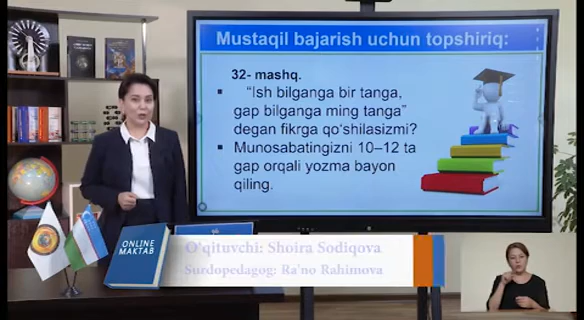 Mustaqil bajarish uchun topshiriq:
32- mashq.
▪ “Ish bilganga bir tanga,
gap bilganga ming tanga”
degan fikrga qo‘shilasizmi?
▪ Munosabatingizni 10–12 ta
gap orqali yozma bayon
qiling.
ONLINE
MAKTAB
O'qituvchi: Shoira Sodiqova
Surdopedagog: Ra'no Rahimova